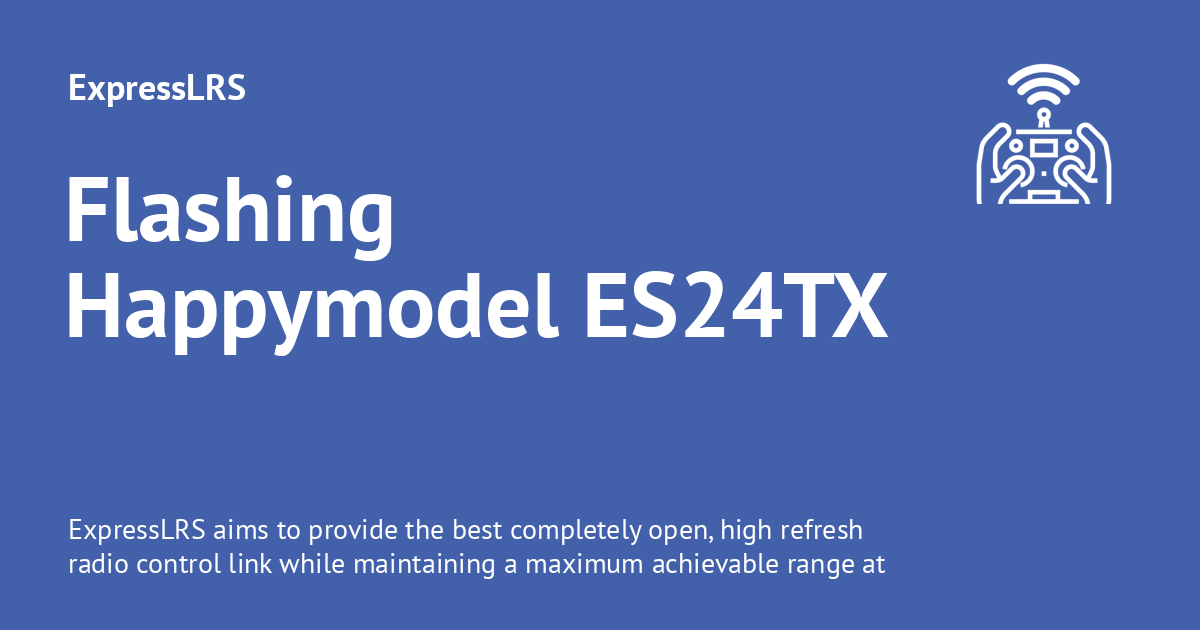 ExpressLRS
Flashing
Happymodel ES24TX
ExpressLRS aims to provide the best completely open, high refresh
radio control link while maintaining a maximum achievable range at